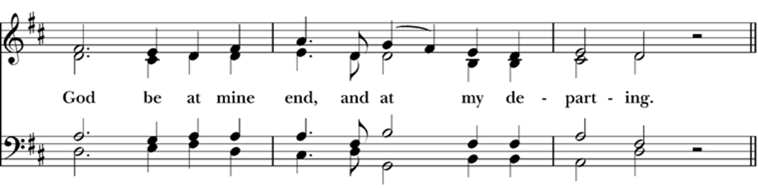 God be at mine end, and at my de - part - ing.